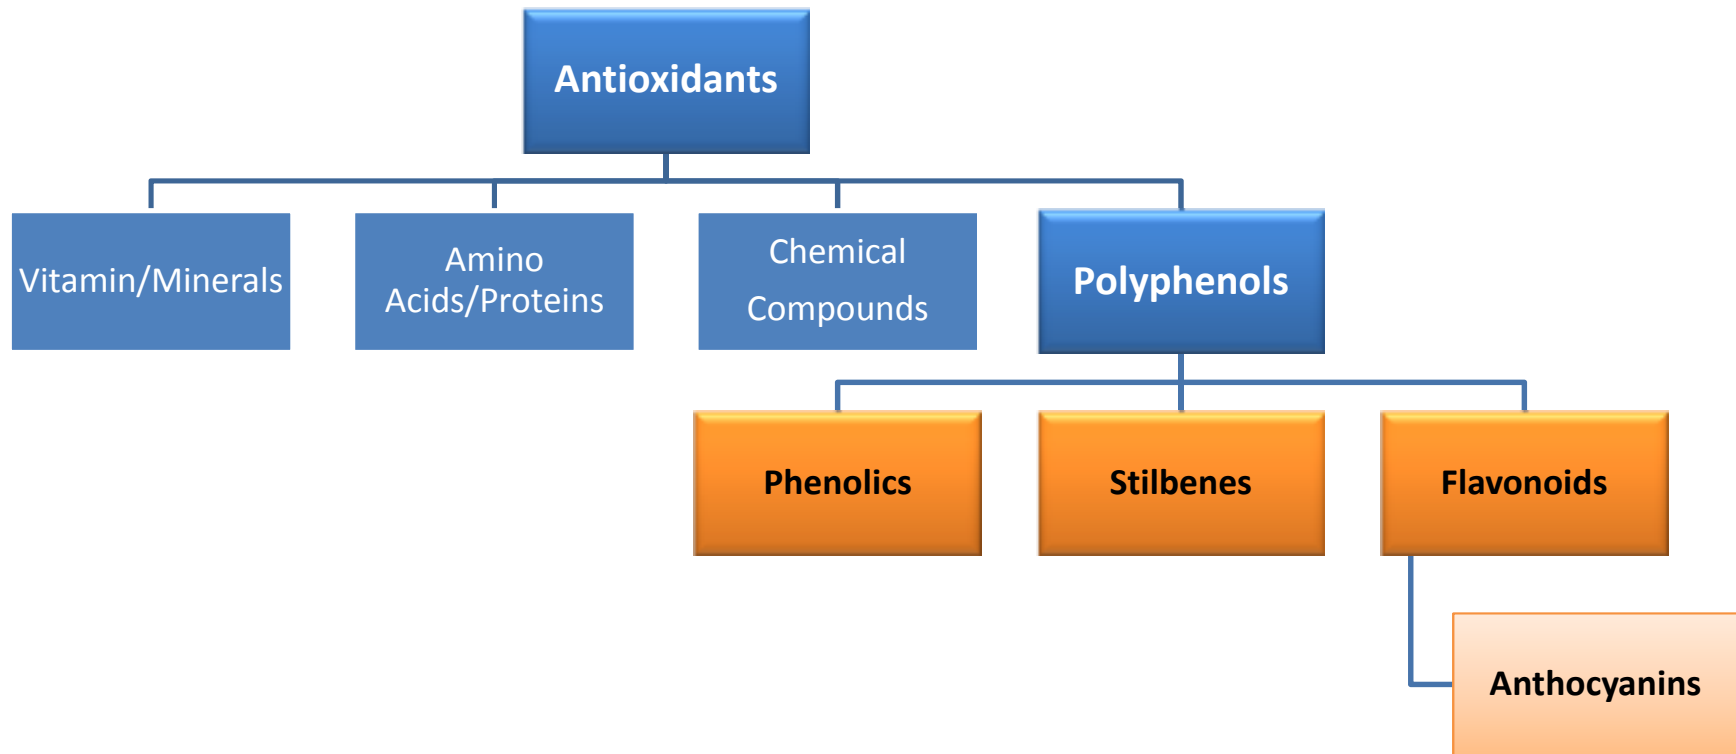 Antioxidants
Vitamin/Minerals
Amino
Acids/Proteins
Chemical
Compounds
Polyphenols
Phenolics
Stilbenes
Flavonoids
Anthocyanins